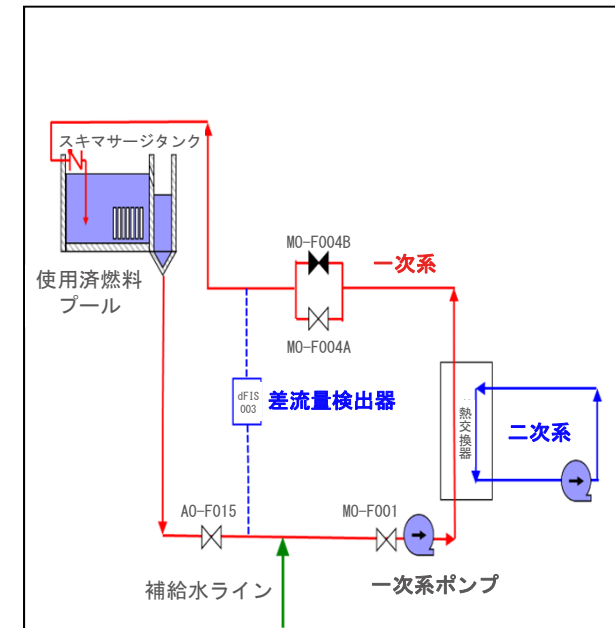 スキマサージタンク
使用済燃料
プール
MO-F004B
一次系
MO-F004A
dFIS
003
差流量検出器
熱交換器
二次系
AO-F015
MO-F001
補給水ライン
一次系ポンプ